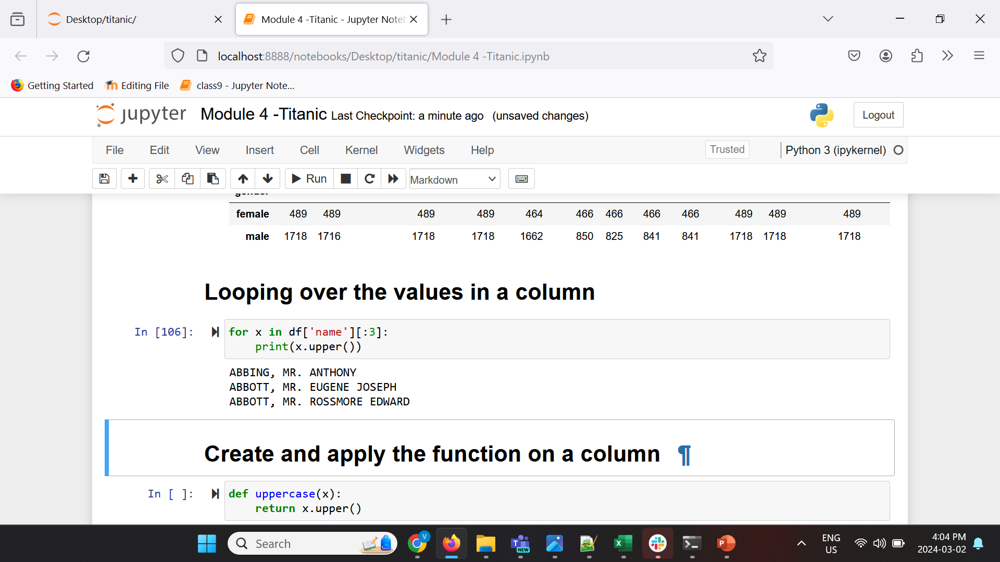 Desktop/titanic/
Module 4 -Titanic - Jupyter Noteb
localhost:8888/notebooks/Desktop/titanic/Module 4 -Titanic.ipynb
Getting Started
Editing File
class9 - Jupyter Note...
jupyter
Module 4 -Titanic Last Checkpoint: a minute ago (unsaved changes)
Logout
File Edit View Insert Cell Kernel Widgets Help
Trusted
Python 3 (ipykernel)
Run
Markdown
gender
female 489 489 489 489 464 466 466 466 466 489 489 489
male 1718 1716 1718 1718 1662 850 825 841 841 1718 1718 1718
Looping over the values in a column
In [106]:
for x in df['name'][:3]:
print(x.upper())
ABBING, MR. ANTHONY
ABBOTT, MR. EUGENE JOSEPH
ABBOTT, MR. ROSSMORE EDWARD
Create and apply the function on a column ¶
In [ ]:
def uppercase(x):
return x.upper()
Search
V
T
NEW
X
P
ENG
US
4:04 PM
2024-03-02